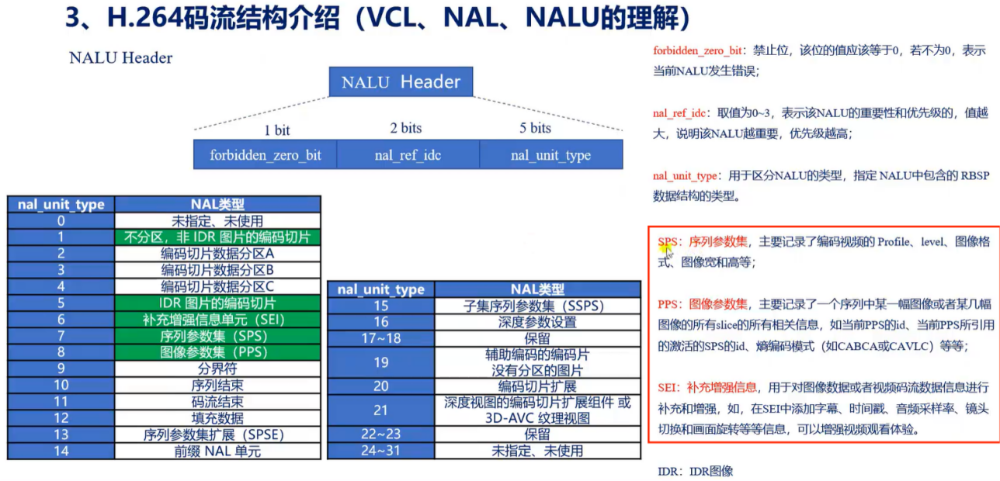 3、H.264码流结构介绍（VCL、NAL、NALU的理解）
NALU Header
NALU Header
1 bit 2 bits 5 bits
forbidden_zero_bit nal_ref_idc nal_unit_type
nal_unit_type NAL类型
0 未指定、未使用
1 不分区，非 IDR 图片的编码切片
2 编码切片数据分区A
3 编码切片数据分区B
4 编码切片数据分区C
5 IDR 图片的编码切片
6 补充增强信息单元（SEI）
7 序列参数集（SPS）
8 图像参数集（PPS）
9 分界符
10 序列结束
11 码流结束
12 填充数据
13 序列参数集扩展（SPSE）
14 前缀 NAL 单元
nal_unit_type NAL类型
15 子集序列参数集（SSPS）
16 深度参数设置
17~18 保留
19 辅助编码的编码片
没有分区的图片
20 编码切片扩展
21 深度视图的编码切片扩展组件 或
3D-AVC 纹理视图
22~23 保留
24~31 未指定、未使用
forbidden_zero_bit：禁止位，该位的值应该等于0，若不为0，表示
当前NALU发生错误；
nal_ref_idc：取值为0~3，表示该NALU的重要性和优先级的，值越
大，说明该NALU越重要，优先级越高；
nal_unit_type：用于区分NALU的类型，指定 NALU中包含的 RBSP
数据结构的类型。
SPS：序列参数集，主要记录了编码视频的 Profile、level、图像格
式、图像宽和高等；
PPS：图像参数集，主要记录了一个序列中某一幅图像或者某几幅
图像的所有slice的所有相关信息，如当前PPS的id、当前PPS所引用
的激活的SPS的id、熵编码模式（如CABCA或CAVLC）等等；
SEI：补充增强信息，用于对图像数据或者视频码流数据信息进行
补充和增强，如，在SEI中添加字幕、时间戳、音频采样率、镜头
切换和画面旋转等等信息，可以增强视频观看体验。
IDR：IDR图像